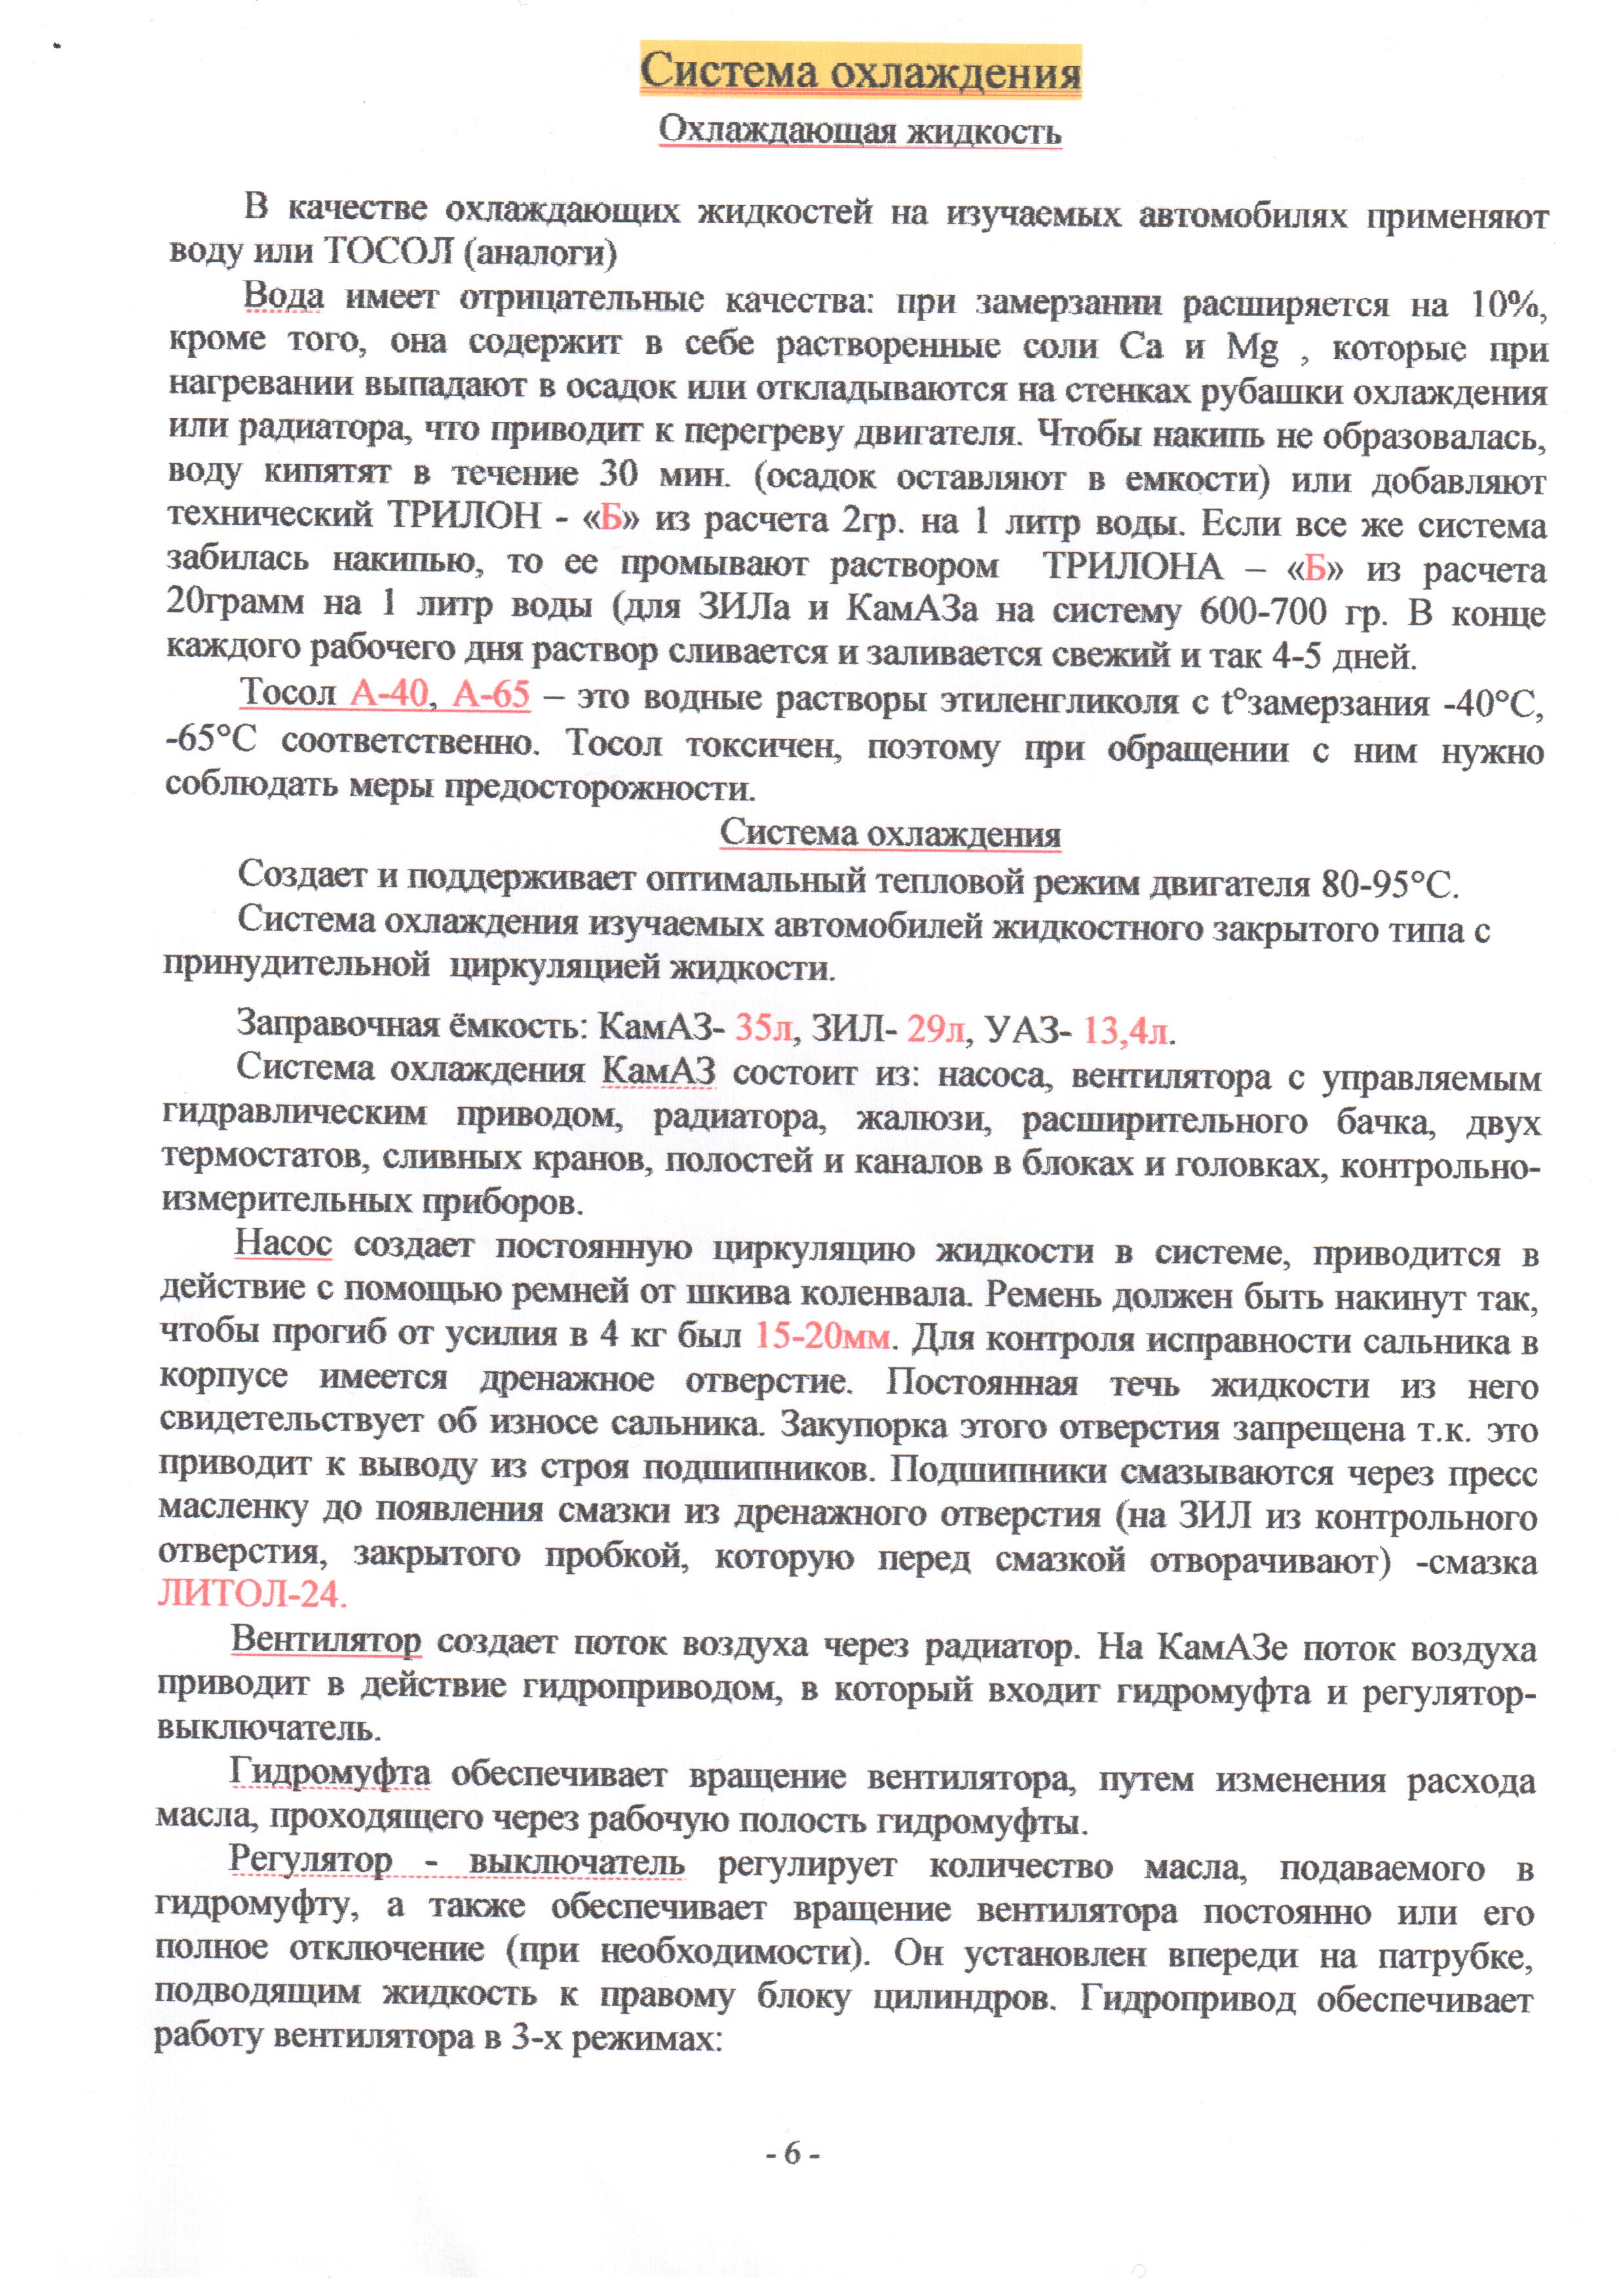 Система охлаждения
Охлаждающая жидкость
В качестве охлаждающих жидкостей на изучаемых автомобилях применяют
воду или ТОСОЛ (аналоги)
Вода имеет отрицательные качества: при замерзании расширяется на 10%,
кроме того, она содержит в себе растворенные соли Ca и Mg , которые при
нагревании выпадают в осадок или откладываются на стенках рубашки охлаждения
или радиатора, что приводит к перегреву двигателя. Чтобы накипь не образовалась,
воду кипятят в течение 30 мин. (осадок оставляют в емкости) или добавляют
технический ТРИЛОН - «Б» из расчета 2гр. на 1 литр воды. Если все же система
забилась накипью, то ее промывают раствором ТРИЛОНА – «Б» из расчета
20грамм на 1 литр воды (для ЗИЛа и КамАЗа на систему 600-700 гр. В конце
каждого рабочего дня раствор сливается и заливается свежий и так 4-5 дней.
Тосол А-40, А-65 – это водные растворы этиленгликоля с t°замерзания -40°С,
-65°С соответственно. Тосол токсичен, поэтому при обращении с ним нужно
соблюдать меры предосторожности.
Система охлаждения
Создает и поддерживает оптимальный тепловой режим двигателя 80-95°С.
Система охлаждения изучаемых автомобилей жидкостного закрытого типа с
принудительной циркуляцией жидкости.
Заправочная ёмкость: КамАЗ- 35л, ЗИЛ- 29л, УАЗ- 13,4л.
Система охлаждения КамАЗ состоит из: насоса, вентилятора с управляемым
гидравлическим приводом, радиатора, жалюзи, расширительного бачка, двух
термостатов, сливных кранов, полостей и каналов в блоках и головках, контрольно-
измерительных приборов.
Насос создает постоянную циркуляцию жидкости в системе, приводится в
действие с помощью ремней от шкива коленвала. Ремень должен быть накинут так,
чтобы прогиб от усилия в 4 кг был 15-20мм. Для контроля исправности сальника в
корпусе имеется дренажное отверстие. Постоянная течь жидкости из него
свидетельствует об износе сальника. Закупорка этого отверстия запрещена т.к. это
приводит к выводу из строя подшипников. Подшипники смазываются через пресс
масленку до появления смазки из дренажного отверстия (на ЗИЛ из контрольного
отверстия, закрытого пробкой, которую перед смазкой отворачивают) -смазка
ЛИТОЛ-24.
Вентилятор создает поток воздуха через радиатор. На КамАЗе поток воздуха
приводит в действие гидроприводом, в который входит гидромуфта и регулятор-
выключатель.
Гидромуфта обеспечивает вращение вентилятора, путем изменения расхода
масла, проходящего через рабочую полость гидромуфты.
Регулятор - выключатель регулирует количество масла, подаваемого в
гидромуфту, а также обеспечивает вращение вентилятора постоянно или его
полное отключение (при необходимости). Он установлен впереди на патрубке,
подводящим жидкость к правому блоку цилиндров. Гидропривод обеспечивает
работу вентилятора в 3-х режимах:
- 6 -